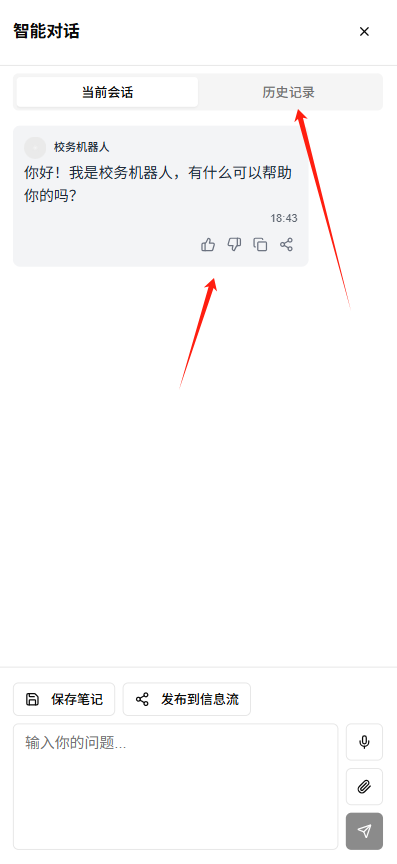 智能对话
当前会话
历史记录
校务机器人
你好！我是校务机器人，有什么可以帮助
你的吗？
18:43
保存笔记
发布到信息流
输入你的问题...